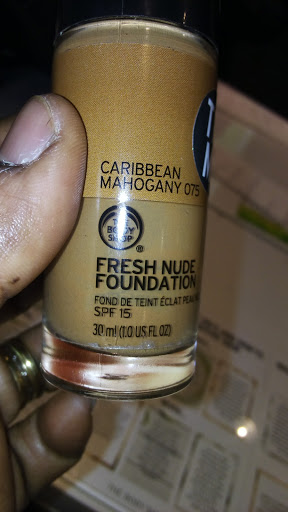 CARIBBEAN
MAHOGANY 075
THE
BODY
SHOP
®
FRESH NUDE
FOUNDATION
FOND DE TEINT ÉCLAT PEAU
SPF 15
30 ml (1.0 US FL OZ)